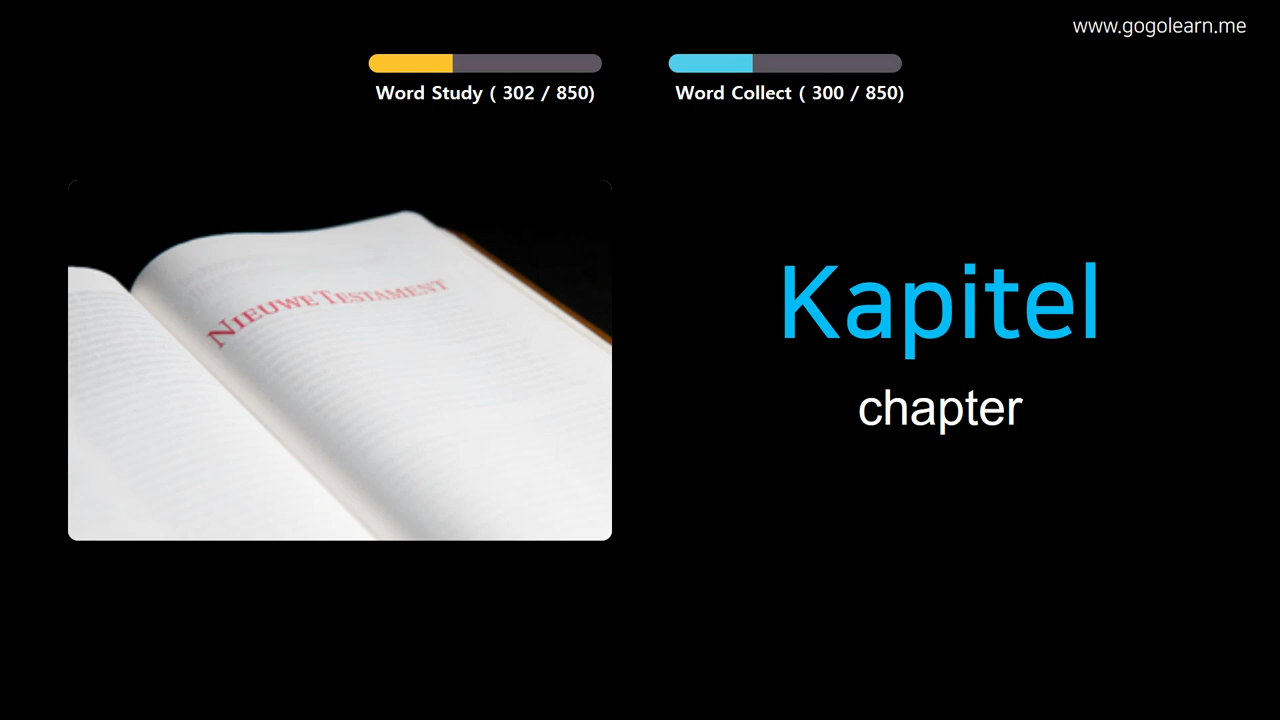 www.gogolearn.me
Word Study ( 302 / 850)
Word Collect ( 300 / 850)
NIEUWE TESTAMENT
Kapitel
chapter